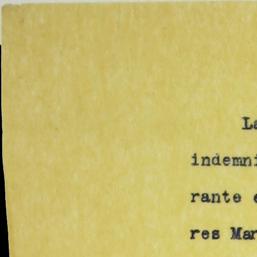 La
indemni
rante e
res Mar